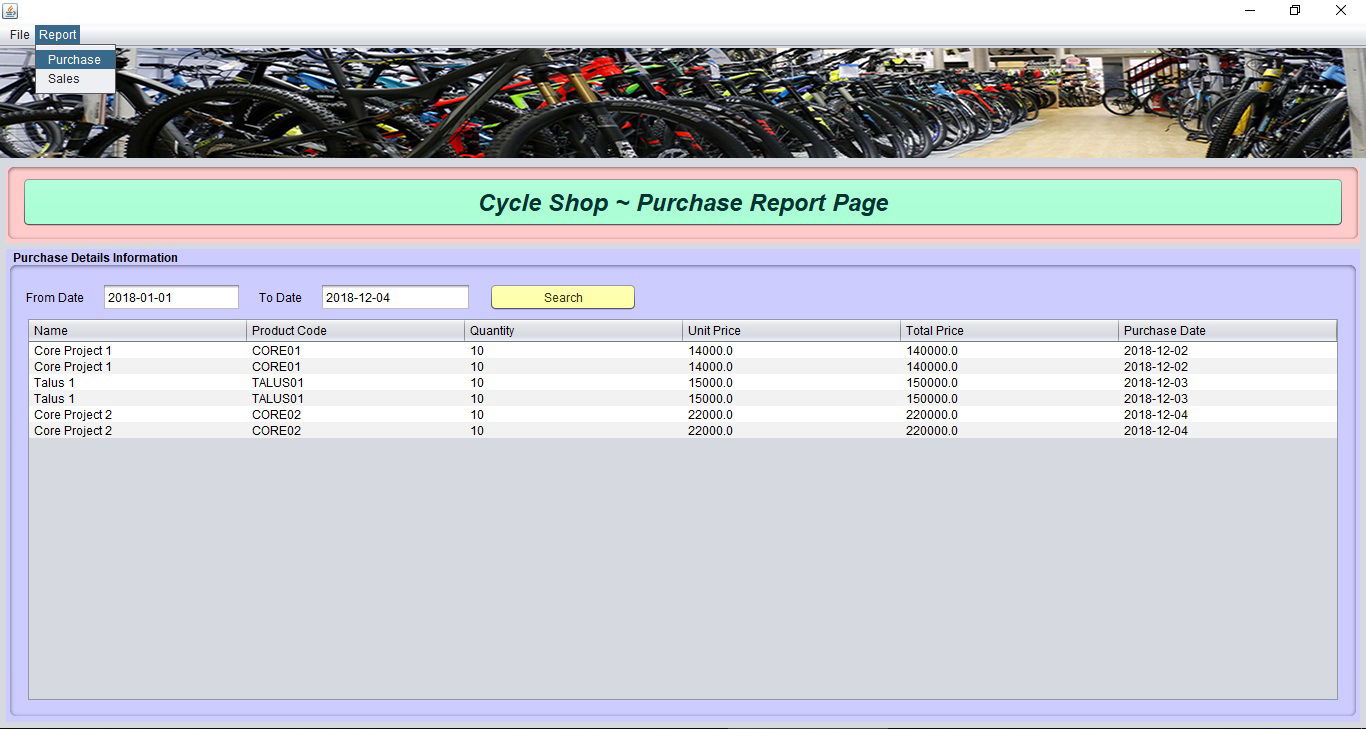 File Report
Purchase
Sales
Cycle Shop ~ Purchase Report Page
Purchase Details Information
From Date 2018-01-01 To Date 2018-12-04 Search
Name Product Code Quantity Unit Price Total Price Purchase Date
Core Project 1 CORE01 10 14000.0 140000.0 2018-12-02
Core Project 1 CORE01 10 14000.0 140000.0 2018-12-02
Talus 1 TALUS01 10 15000.0 150000.0 2018-12-03
Talus 1 TALUS01 10 15000.0 150000.0 2018-12-03
Core Project 2 CORE02 10 22000.0 220000.0 2018-12-04
Core Project 2 CORE02 10 22000.0 220000.0 2018-12-04